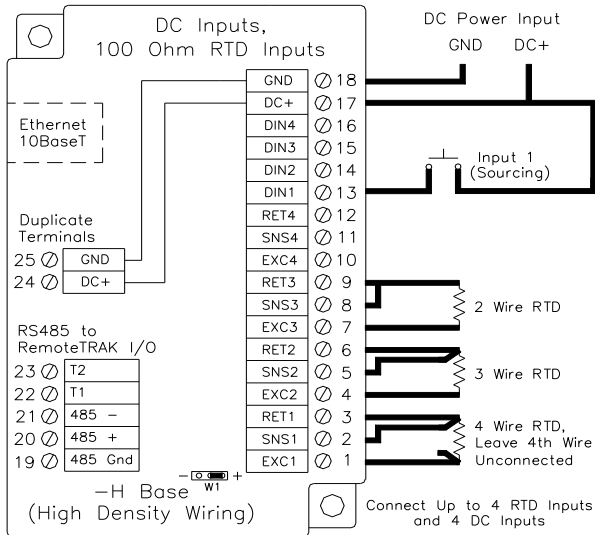 DC Inputs,
100 Ohm RTD Inputs
DC Power Input
GND DC+
GND 18
DC+ 17
DIN4 16
DIN3 15
DIN2 14
DIN1 13
RET4 12
SNS4 11
EXC4 10
RET3 9
SNS3 8
EXC3 7
RET2 6
SNS2 5
EXC2 4
RET1 3
SNS1 2
EXC1 1
Ethernet
10BaseT
Input 1
(Sourcing)
Duplicate
Terminals
25 GND
24 DC+
2 Wire RTD
RS485 to
RemoteTRAK I/O
23 T2
22 T1
21 485 -
20 485 +
19 485 Gnd
3 Wire RTD
4 Wire RTD,
Leave 4th Wire
Unconnected
- +
W1
-H Base
(High Density Wiring)
Connect Up to 4 RTD Inputs
and 4 DC Inputs